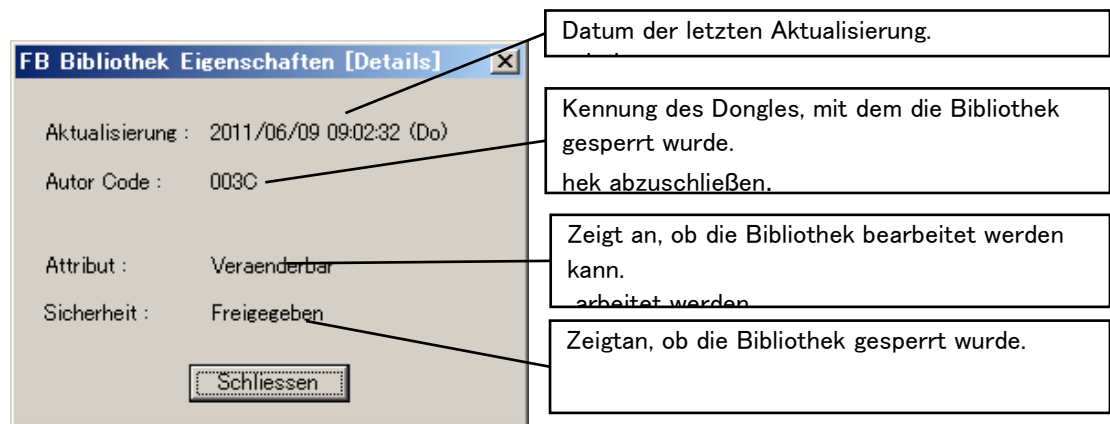 FB Bibliothek Eigenschaften [Details]
Aktualisierung : 2011/06/09 09:02:32 (Do)
Autor Code : 003C
Attribut : Veraenderbar
Sicherheit : Freigegeben
Schliessen
Datum der letzten Aktualisierung.
Kennung des Dongles, mit dem die Bibliothek
gesperrt wurde.
hek abzuschließen.
Zeigt an, ob die Bibliothek bearbeitet werden
kann.
arbeitet werden
Zeigtan, ob die Bibliothek gesperrt wurde.